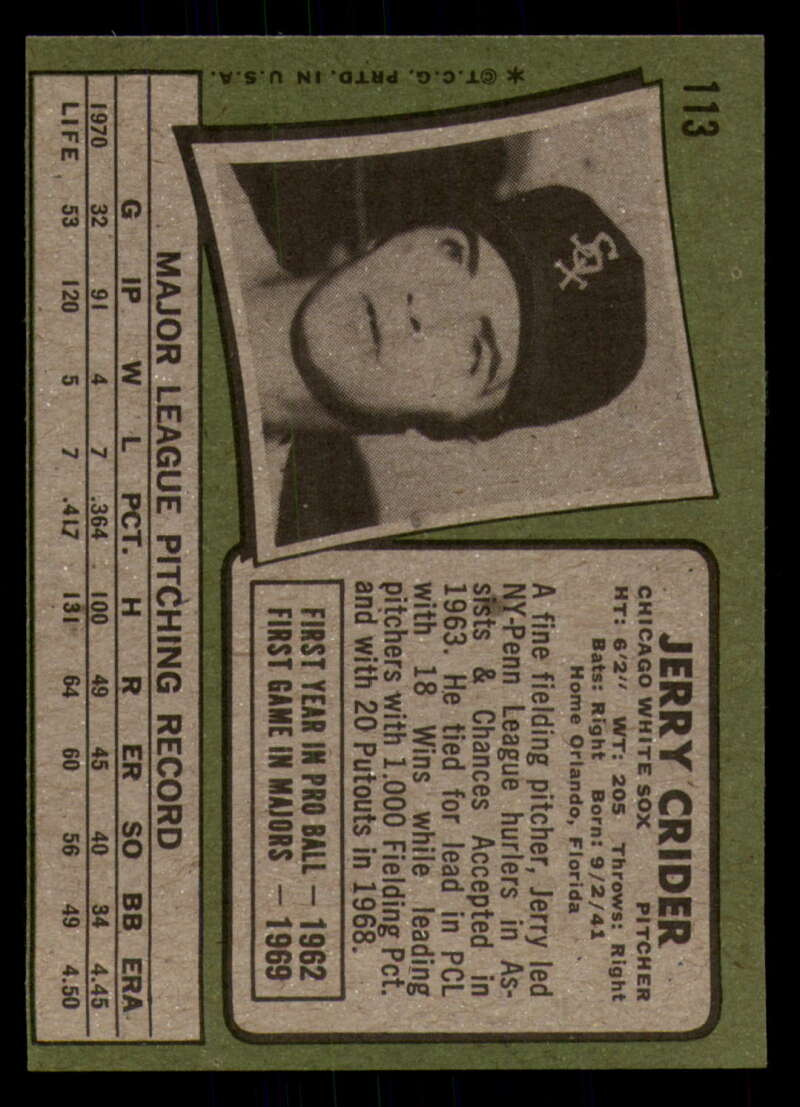 113
* ©T.C.G. PRTD. IN U.S.A.
SOX
JERRY CRIDER
CHICAGO WHITE SOX PITCHER
HT: 6'2" WT: 205 Throws: Right
Bats: Right Born: 9/2/41
Home Orlando, Florida
A fine fielding pitcher, Jerry led
NY-Penn League hurlers in As-
sists & Chances Accepted in
1963. He tied for lead in PCL
with 18 Wins while leading
pitchers with 1.000 Fielding Pct.
and with 20 Putouts in 1968.
FIRST YEAR IN PRO BALL — 1962
FIRST GAME IN MAJORS — 1969
MAJOR LEAGUE PITCHING RECORD
G IP W L PCT. H R ER SO BB ERA
1970 32 91 4 7 .364 100 49 45 40 34 4.45
LIFE 53 120 5 7 .417 131 64 60 56 49 4.50